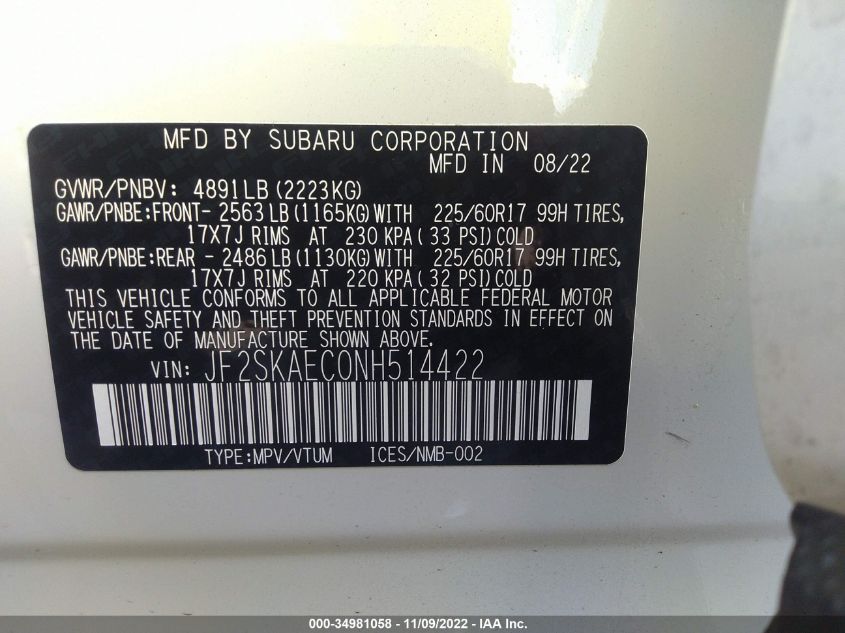 MFD BY SUBARU CORPORATION
MFD IN 08/22
GVWR/PNBV: 4891LB(2223KG)
GAWR/PNBE:FRONT- 2563LB(1165KG)WITH 225/60R17 99H TIRES,
17X7J RIMS AT 230 KPA( 33 PSI)COLD
GAWR/PNBE:REAR - 2486LB(1130KG)WITH 225/60R17 99H TIRES,
17X7J RIMS AT 220 KPA( 32 PSI)COLD
THIS VEHICLE CONFORMS TO ALL APPLICABLE FEDERAL MOTOR
VEHICLE SAFETY AND THEFT PREVENTION STANDARDS IN EFFECT ON
THE DATE OF MANUFACTURE SHOWN ABOVE.
VIN: JF2SKAEC0NH514422
TYPE:MPV/VTUM ICES/NMB-002
000-34981058 - 11/09/2022 - IAA Inc.